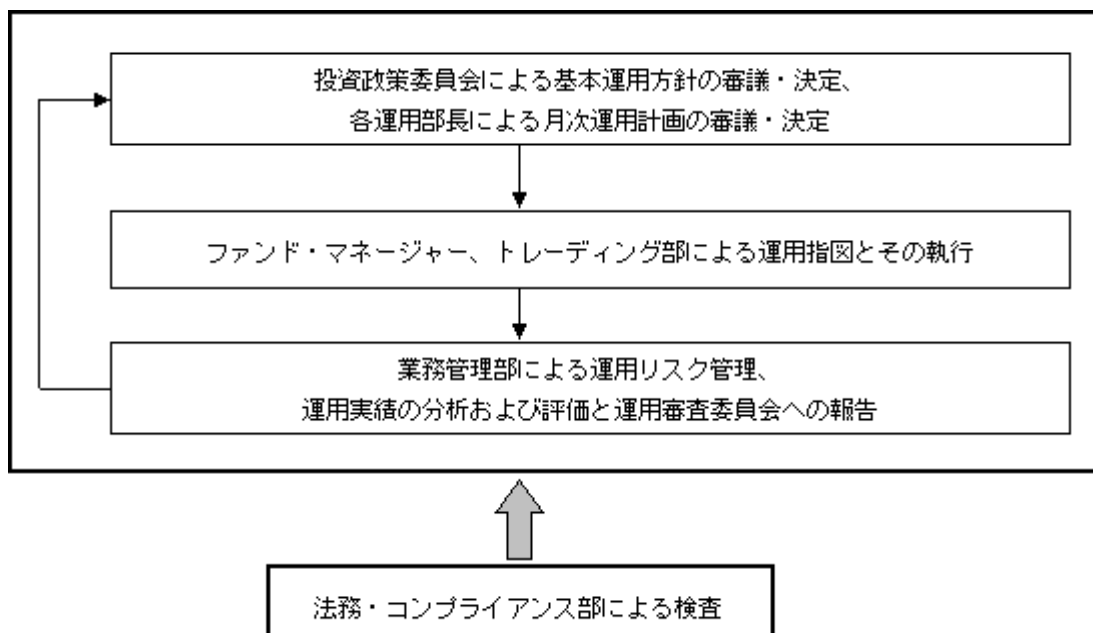 投資政策委員会による基本運用方針の審議・決定、
各運用部長による月次運用計画の審議・決定
ファンド・マネージャー、トレーディング部による運用指図とその執行
業務管理部による運用リスク管理、
運用実績の分析および評価と運用審査委員会への報告
法務・コンプライアンス部による検査